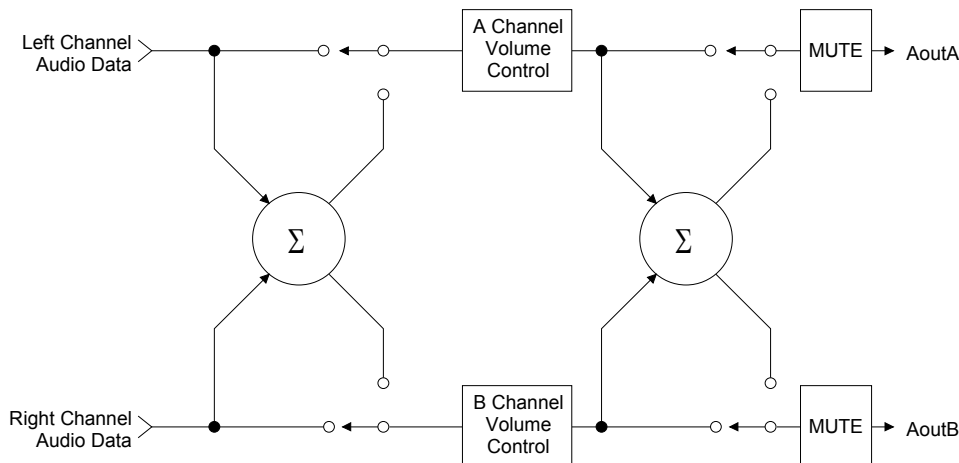 Left Channel
Audio Data
A Channel
Volume
Control
MUTE
AoutA
Σ
Σ
Right Channel
Audio Data
B Channel
Volume
Control
MUTE
AoutB